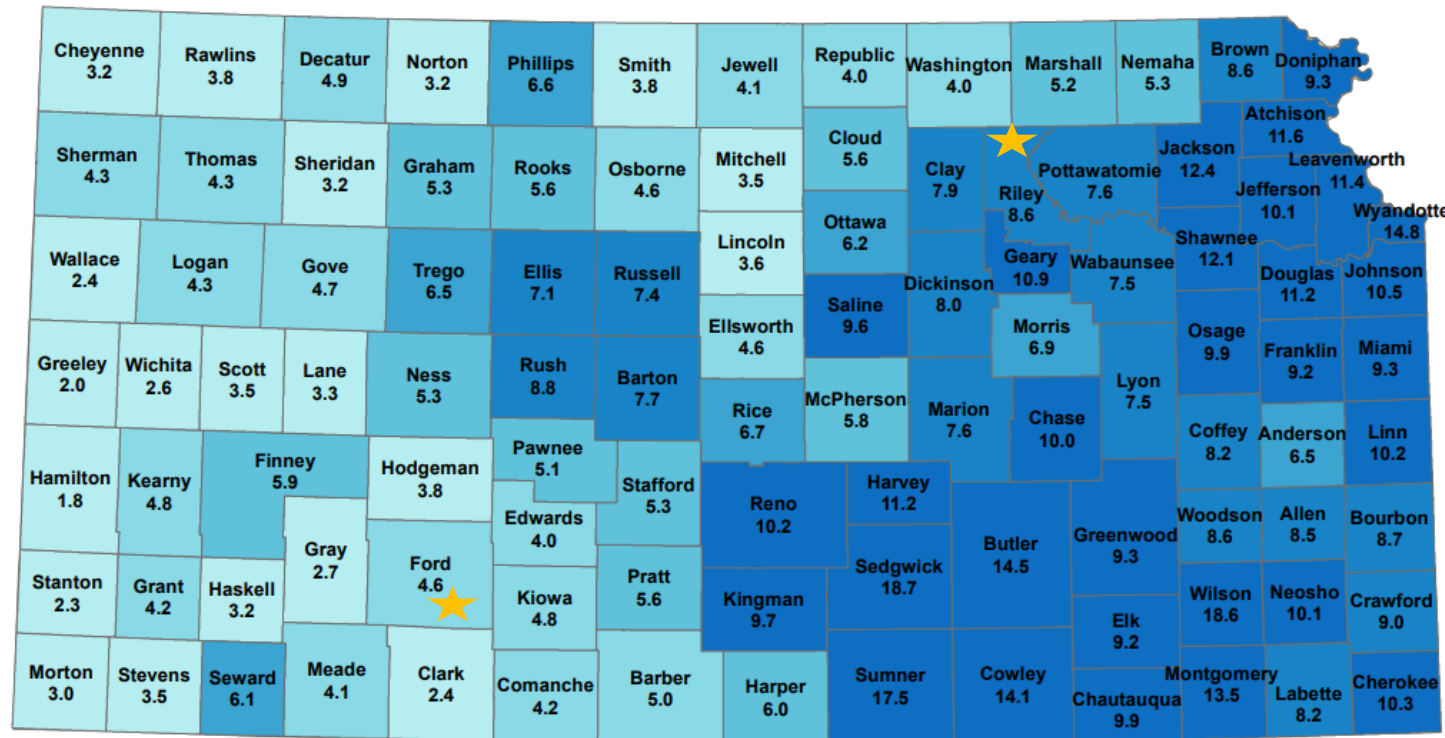 Cheyenne
3.2
Rawlins
3.8
Decatur
4.9
Norton
3.2
Phillips
6.6
Smith
3.8
Jewell
4.1
Republic
4.0
Washington
4.0
Marshall
5.2
Nemaha
5.3
Brown
8.6
Doniphan
9.3
Sherman
4.3
Thomas
4.3
Sheridan
3.2
Graham
5.3
Rooks
5.6
Osborne
4.6
Mitchell
3.5
Cloud
5.6
Clay
7.9
Riley
8.6
Pottawatomie
7.6
Jackson
12.4
Atchison
11.6
Jefferson
10.1
Leavenworth
11.4
Wyandotte
14.8
Wallace
2.4
Logan
4.3
Gove
4.7
Trego
6.5
Ellis
7.1
Russell
7.4
Lincoln
3.6
Ottawa
6.2
Saline
9.6
Dickinson
8.0
Geary
10.9
Wabaunsee
7.5
Shawnee
12.1
Douglas
11.2
Johnson
10.5
Greeley
2.0
Wichita
2.6
Scott
3.5
Lane
3.3
Ness
5.3
Rush
8.8
Barton
7.7
Ellsworth
4.6
Rice
6.7
McPherson
5.8
Marion
7.6
Morris
6.9
Chase
10.0
Lyon
7.5
Osage
9.9
Franklin
9.2
Miami
9.3
Hamilton
1.8
Kearny
4.8
Finney
5.9
Hodgeman
3.8
Pawnee
5.1
Stafford
5.3
Edwards
4.0
Reno
10.2
Harvey
11.2
Butler
14.5
Greenwood
9.3
Coffey
8.2
Anderson
6.5
Linn
10.2
Woodson
8.6
Allen
8.5
Bourbon
8.7
Stanton
2.3
Grant
4.2
Haskell
3.2
Gray
2.7
Ford
4.6
Kiowa
4.8
Pratt
5.6
Kingman
9.7
Sedgwick
18.7
Elk
9.2
Wilson
18.6
Neosho
10.1
Crawford
9.0
Morton
3.0
Stevens
3.5
Seward
6.1
Meade
4.1
Clark
2.4
Comanche
4.2
Barber
5.0
Harper
6.0
Sumner
17.5
Cowley
14.1
Chautauqua
9.9
Montgomery
13.5
Labette
8.2
Cherokee
10.3